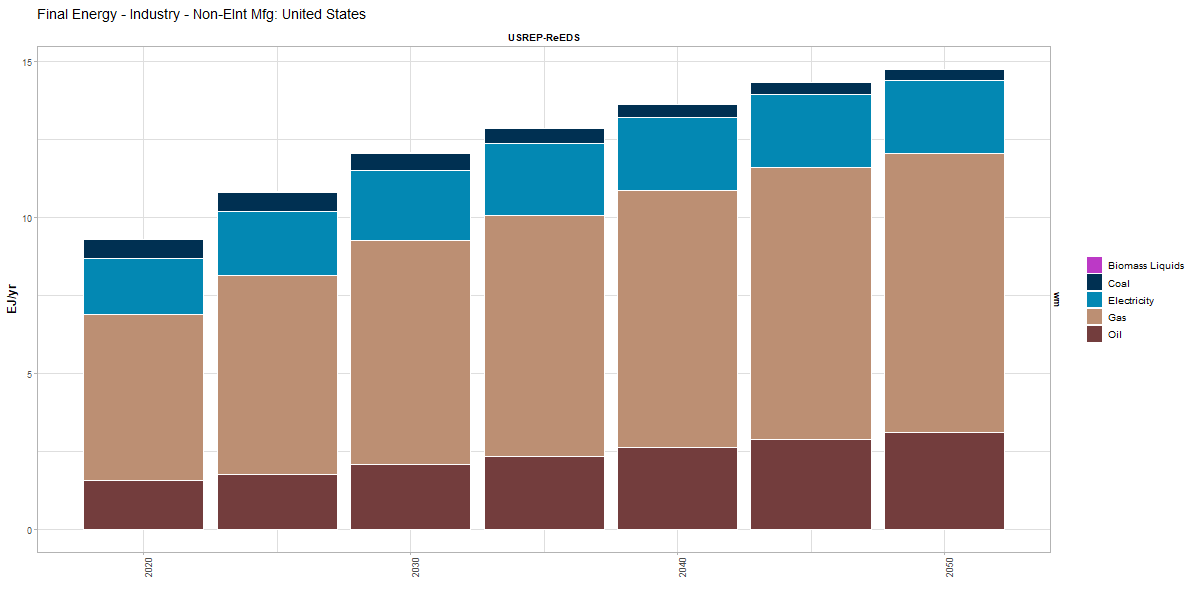 Final Energy - Industry - Non-EInt Mfg: United States
USREP-ReEDS
15
10
5
0
EJ/yr
wm
2020
2030
2040
2050
Biomass Liquids
Coal
Electricity
Gas
Oil